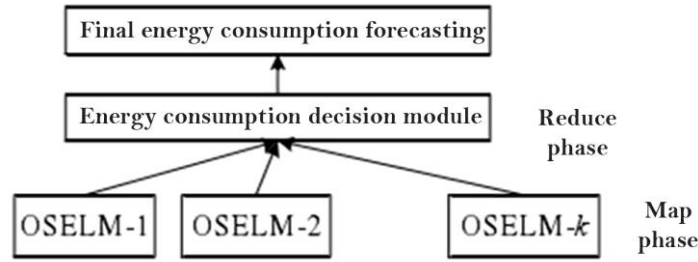 Final energy consumption forecasting
Energy consumption decision module
Reduce
phase
OSELM-1
OSELM-2
OSELM-k
Map
phase